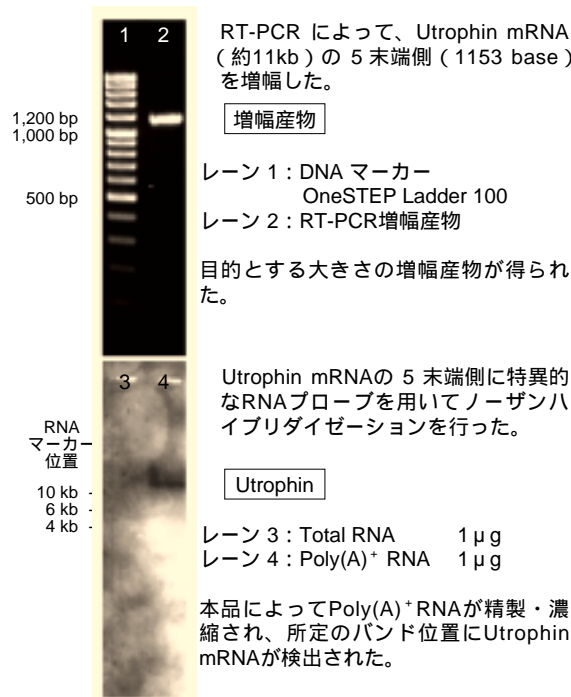 1 2
1,200 bp
1,000 bp
500 bp
RT-PCR によって、Utrophin mRNA
（約11kb）の 5 末端側（1153 base）
を増幅した。
増幅産物
レーン 1：DNA マーカー
OneSTEP Ladder 100
レーン 2：RT-PCR増幅産物
目的とする大きさの増幅産物が得られ
た。
3 4
RNA
マーカー
位置
10 kb -
6 kb -
4 kb -
Utrophin mRNAの 5 末端側に特異的
なRNAプローブを用いてノーザンハ
イブリダイゼーションを行った。
Utrophin
レーン 3：Total RNA 1μg
レーン 4：Poly(A)⁺ RNA 1μg
本品によってPoly(A)⁺RNAが精製・濃
縮され、所定のバンド位置にUtrophin
mRNAが検出された。